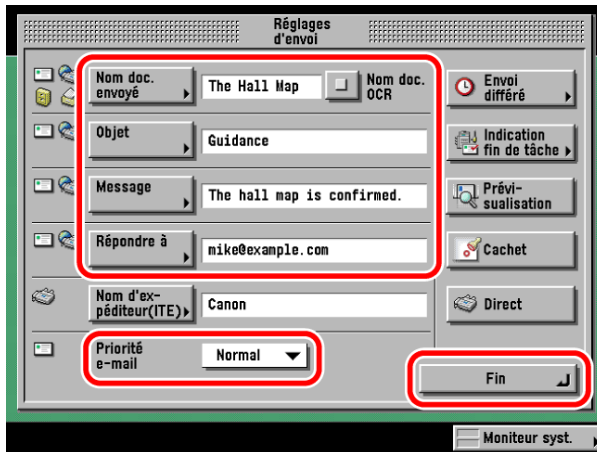 Réglages
d'envoi
Nom doc.
envoyé
The Hall Map
Nom doc.
OCR
Envoi
différé
Objet
Guidance
Indication
fin de tâche
Message
The hall map is confirmed.
Prévi-
sualisation
Répondre à
mike@example.com
Cachet
Nom d'ex-
péditeur(ITE)
Canon
Direct
Priorité
e-mail
Normal
Fin
Moniteur syst.